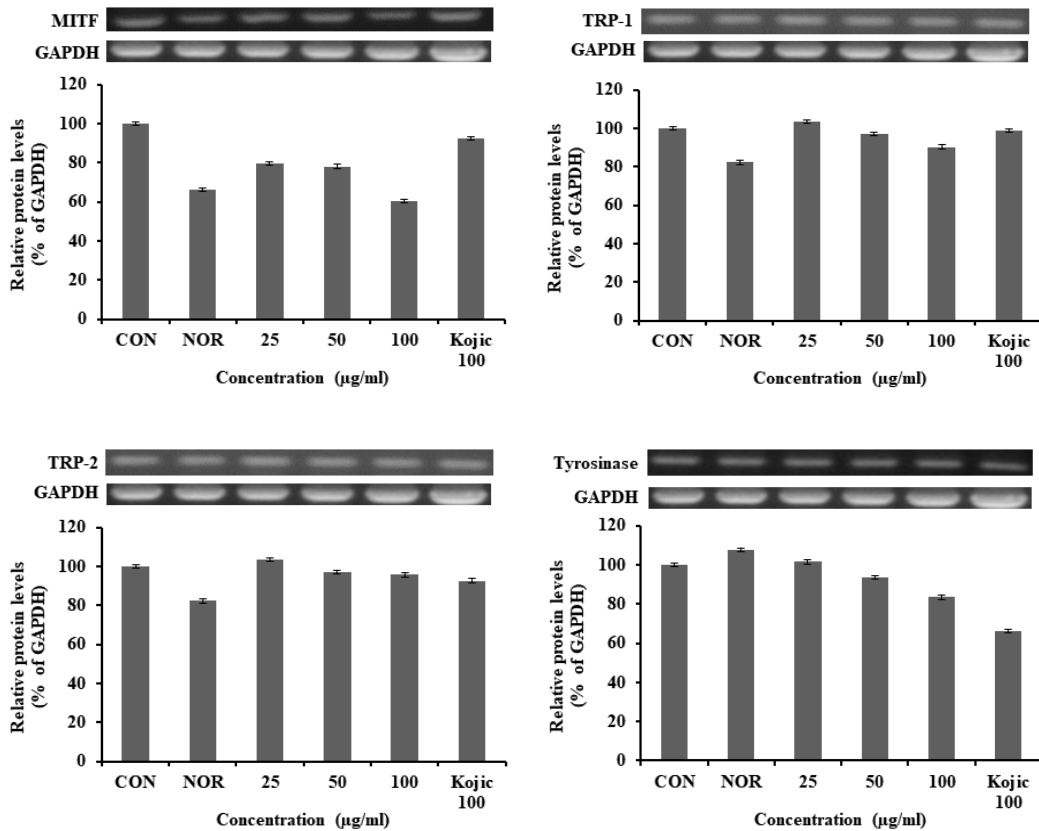 MITF
GAPDH
Relative protein levels
(% of GAPDH)
120
100
80
60
40
20
0
CON NOR 25 50 100 Kojic
100
Concentration (µg/ml)
TRP-1
GAPDH
Relative protein levels
(% of GAPDH)
120
100
80
60
40
20
0
CON NOR 25 50 100 Kojic
100
Concentration (µg/ml)
TRP-2
GAPDH
Relative protein levels
(% of GAPDH)
120
100
80
60
40
20
0
CON NOR 25 50 100 Kojic
100
Concentration (µg/ml)
Tyrosinase
GAPDH
Relative protein levels
(% of GAPDH)
120
100
80
60
40
20
0
CON NOR 25 50 100 Kojic
100
Concentration (µg/ml)